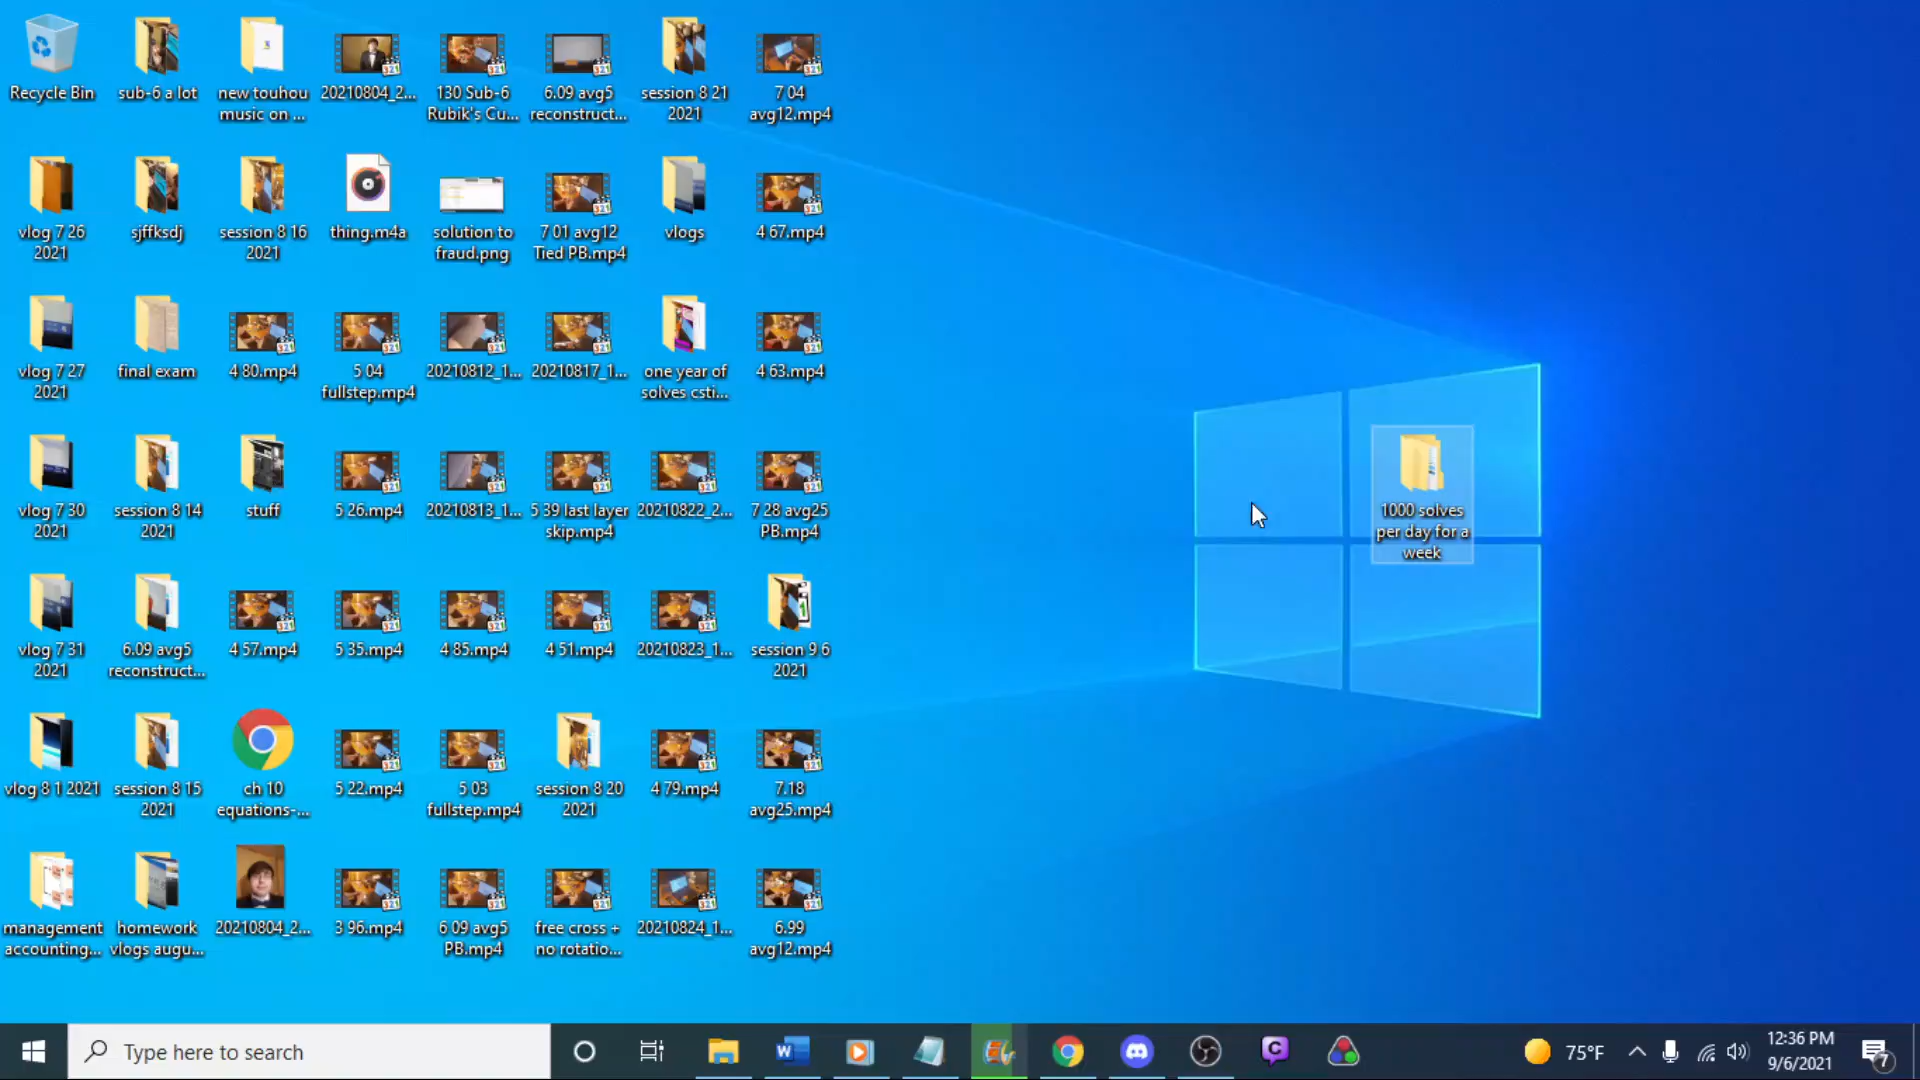 Recycle Bin
sub-6 a lot
new touhou
music on ...
20210804_2...
130 Sub-6
Rubik's Cu...
6.09 avg5
reconstruct...
session 8 21
2021
7 04
avg12.mp4
vlog 7 26
2021
sjffksdj
session 8 16
2021
thing.m4a
solution to
fraud.png
7 01 avg12
Tied PB.mp4
vlogs
4 67.mp4
vlog 7 27
2021
final exam
4 80.mp4
5 04
fullstep.mp4
20210812_1...
20210817_1...
one year of
solves csti...
4 63.mp4
vlog 7 30
2021
session 8 14
2021
stuff
5 26.mp4
20210813_1...
5 39 last layer
skip.mp4
20210822_2...
7 28 avg25
PB.mp4
1000 solves
per day for a
week
vlog 7 31
2021
6.09 avg5
reconstruct...
4 57.mp4
5 35.mp4
4 85.mp4
4 51.mp4
20210823_1...
session 9 6
2021
vlog 8 1 2021
session 8 15
2021
ch 10
equations-...
5 22.mp4
5 03
fullstep.mp4
session 8 20
2021
4 79.mp4
7.18
avg25.mp4
management
accounting...
homework
vlogs augu...
20210804_2...
3 96.mp4
6 09 avg5
PB.mp4
free cross +
no rotatio...
20210824_1...
6.99
avg12.mp4
Type here to search
75°F
12:36 PM
9/6/2021
7